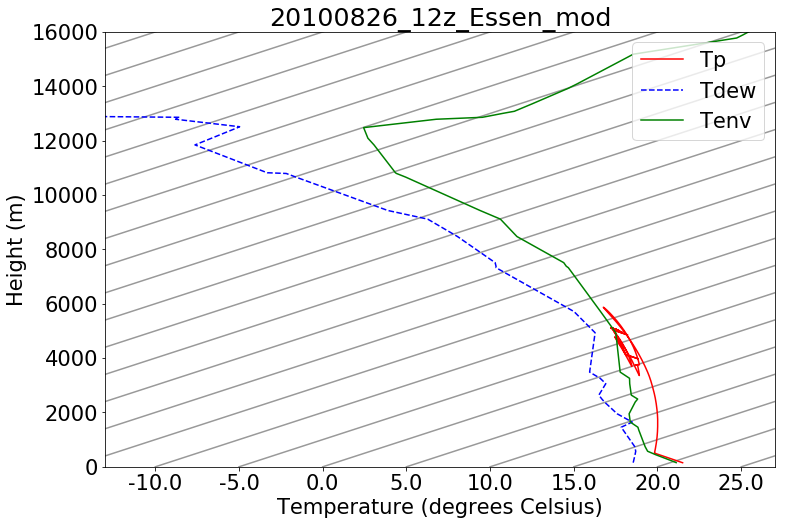 20100826_12z_Essen_mod
16000
14000
12000
10000
8000
6000
4000
2000
0
Height (m)
Tp
Tdew
Tenv
-10.0 -5.0 0.0 5.0 10.0 15.0 20.0 25.0
Temperature (degrees Celsius)